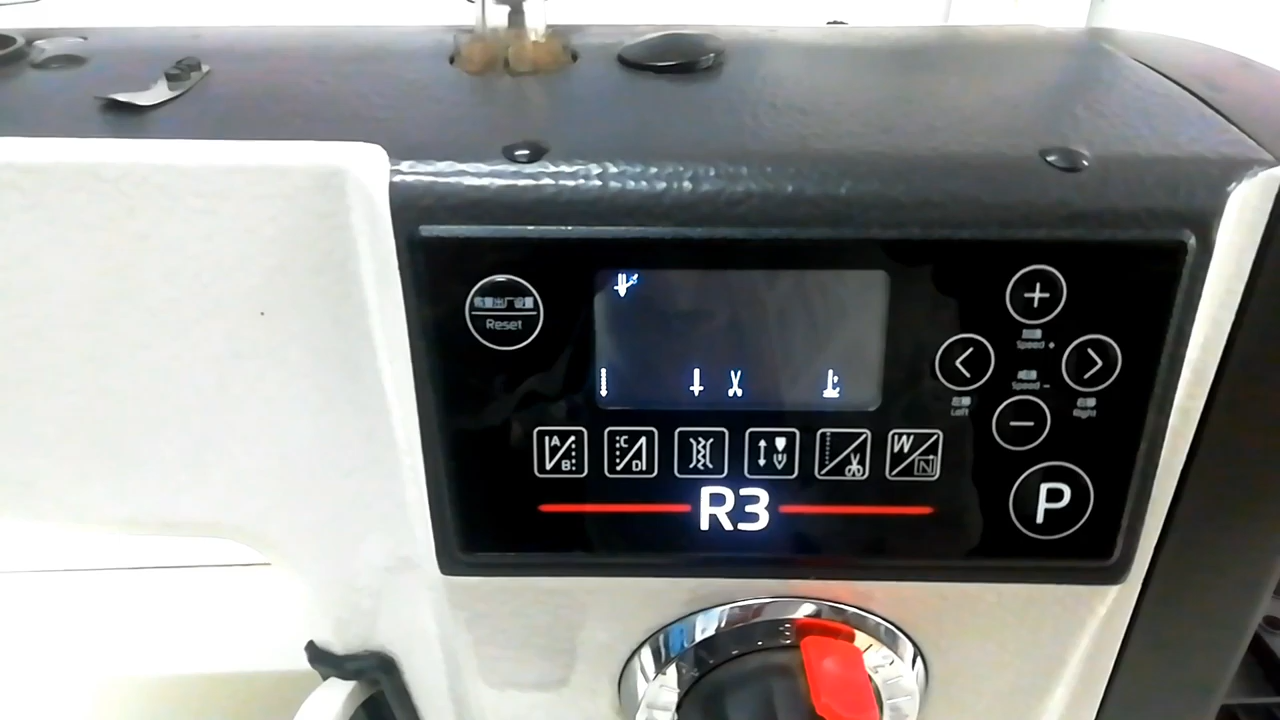 恢复出厂设置
Reset
+
加速
Speed +
<
>
减速
Speed -
左移
Left
右移
Right
−
A
B
C
D
W
N
R3
P